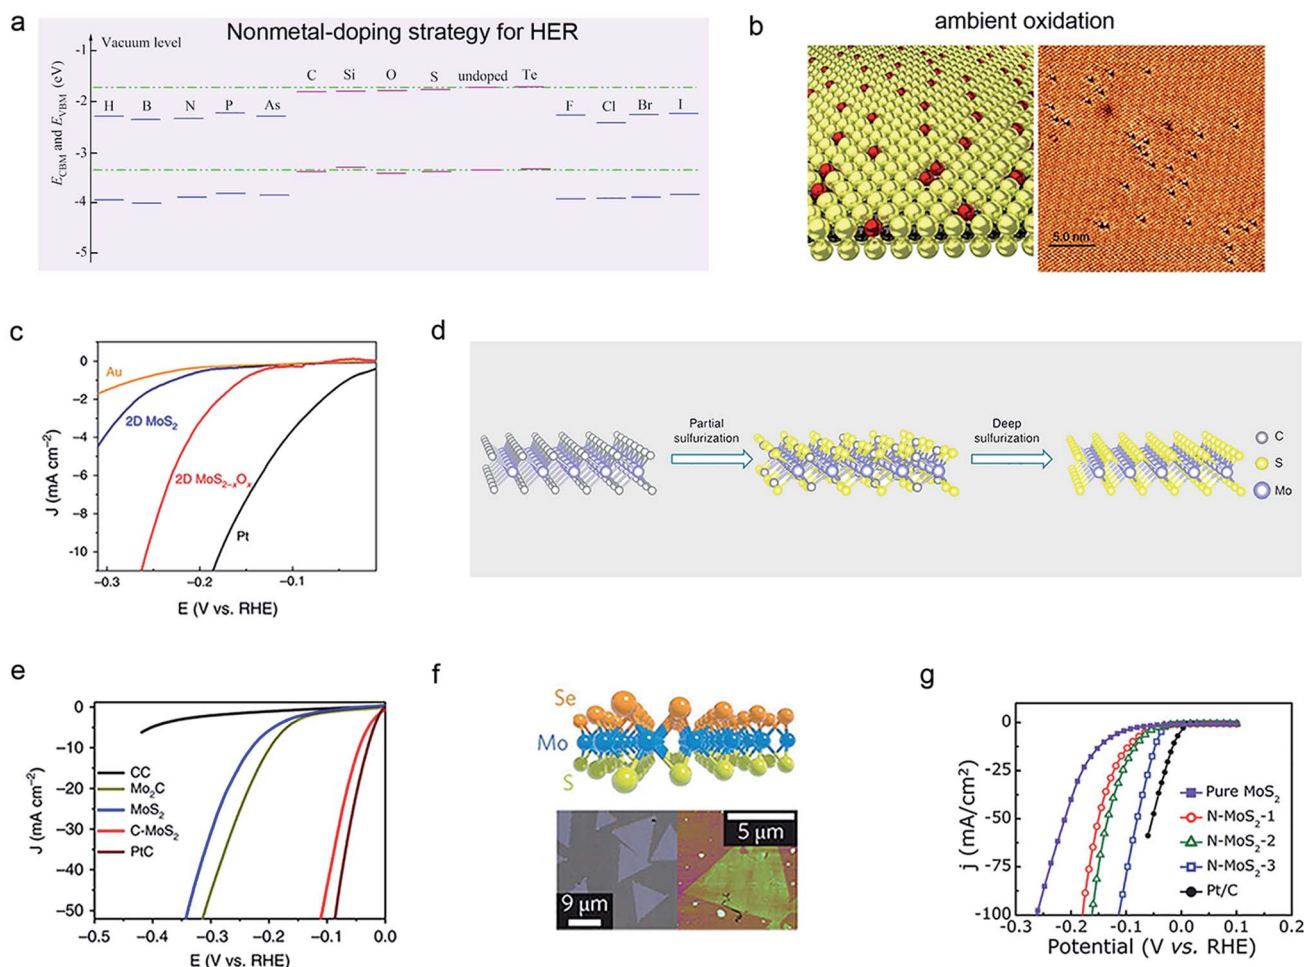 a
Nonmetal-doping strategy for HER
Vacuum level
E_CBM and E_VBM (eV)
-1
-2
-3
-4
-5
H B N P As
C Si O S undoped Te
F Cl Br I
b
ambient oxidation
5.0 nm
c
J (mA cm⁻²)
0
-2
-4
-6
-8
-10
Au
2D MoS₂
2D MoS₂₋ₓOₓ
Pt
−0.3 −0.2 −0.1
E (V vs. RHE)
d
Partial
sulfurization
Deep
sulfurization
C
S
Mo
e
J (mA cm⁻²)
0
−10
−20
−30
−40
−50
CC
Mo₂C
MoS₂
C-MoS₂
PtC
−0.5 −0.4 −0.3 −0.2 −0.1 0.0
E (V vs. RHE)
f
Se
Mo
S
9 μm
5 μm
g
j (mA/cm²)
0
-25
-50
-75
-100
Pure MoS₂
N-MoS₂-1
N-MoS₂-2
N-MoS₂-3
Pt/C
-0.3 -0.2 -0.1 0.0 0.1 0.2
Potential (V vs. RHE)